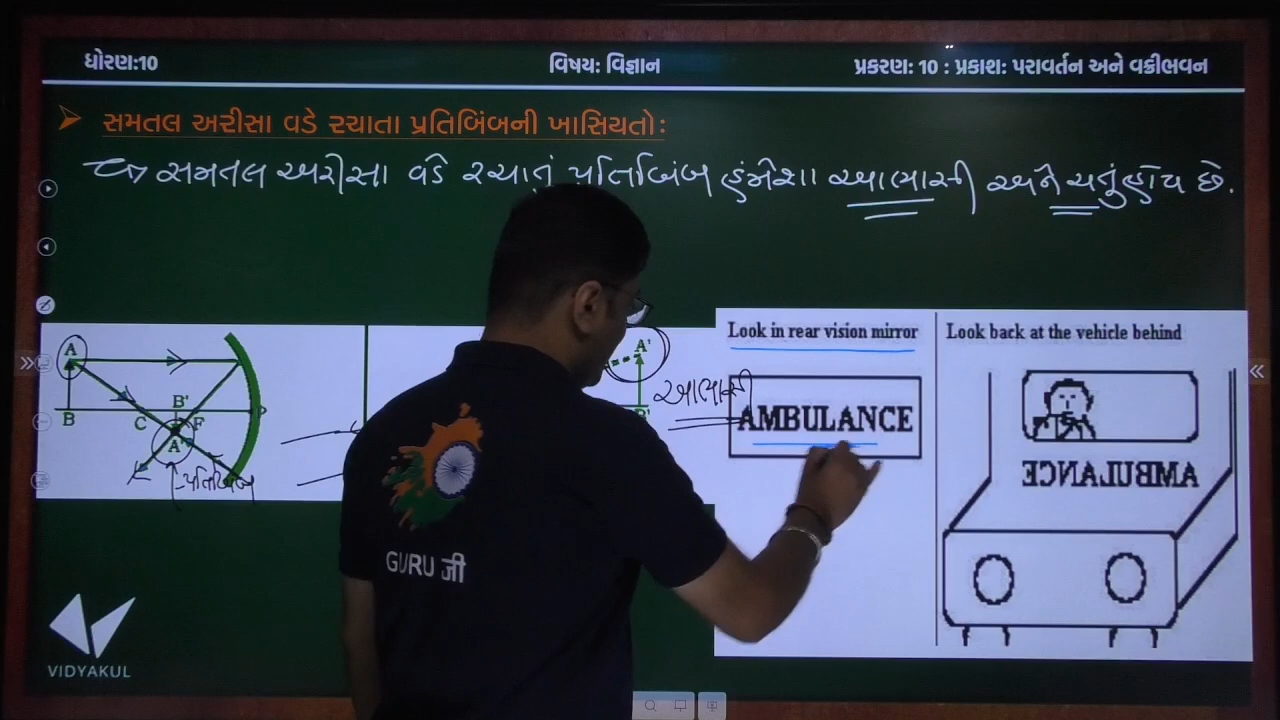 ધોરણ:10 વિષય: વિજ્ઞાન પ્રકરણ: 10 : પ્રકાશ: પરાવર્તન અને વક્રીભવન
સમતલ અરીસા વડે રચાતા પ્રતિબિંબની ખાસિયતો:
સમતલ અરીસા વડે રચાતું પ્રતિબિંબ હંમેશા આભાસી અને ચતું હોય છે.
Look in rear vision mirror
AMBULANCE
Look back at the vehicle behind
AMBULANCE
A
B
C
B'
F
P
A'
પ્રતિબિંબ
A'
B'
આભાસી
GURU जी
VIDYAKUL